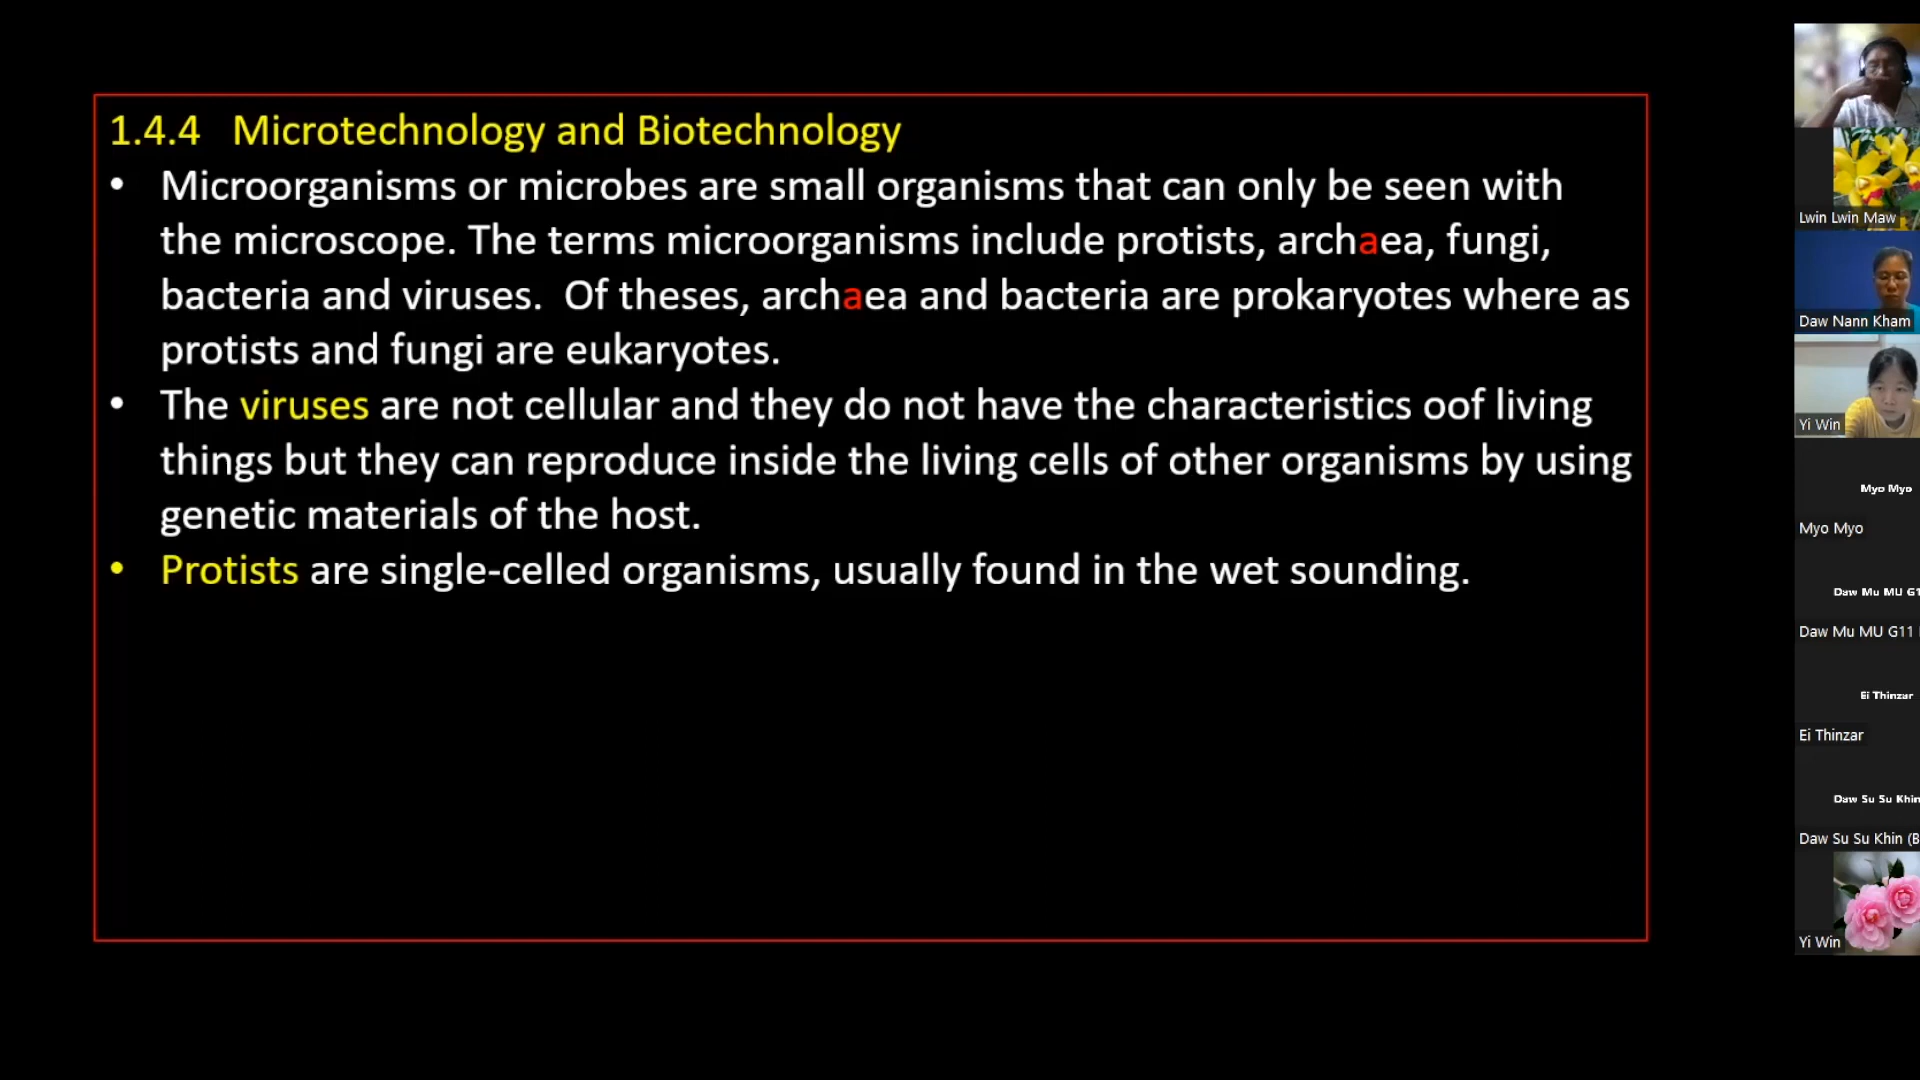 1.4.4 Microtechnology and Biotechnology
• Microorganisms or microbes are small organisms that can only be seen with
the microscope. The terms microorganisms include protists, archaea, fungi,
bacteria and viruses. Of theses, archaea and bacteria are prokaryotes where as
protists and fungi are eukaryotes.
• The viruses are not cellular and they do not have the characteristics oof living
things but they can reproduce inside the living cells of other organisms by using
genetic materials of the host.
• Protists are single-celled organisms, usually found in the wet sounding.
Lwin Lwin Maw
Daw Nann Kham
Yi Win
Myo Myo
Myo Myo
Daw Mu MU G1
Daw Mu MU G11
Ei Thinzar
Ei Thinzar
Daw Su Su Khin
Daw Su Su Khin (B
Yi Win